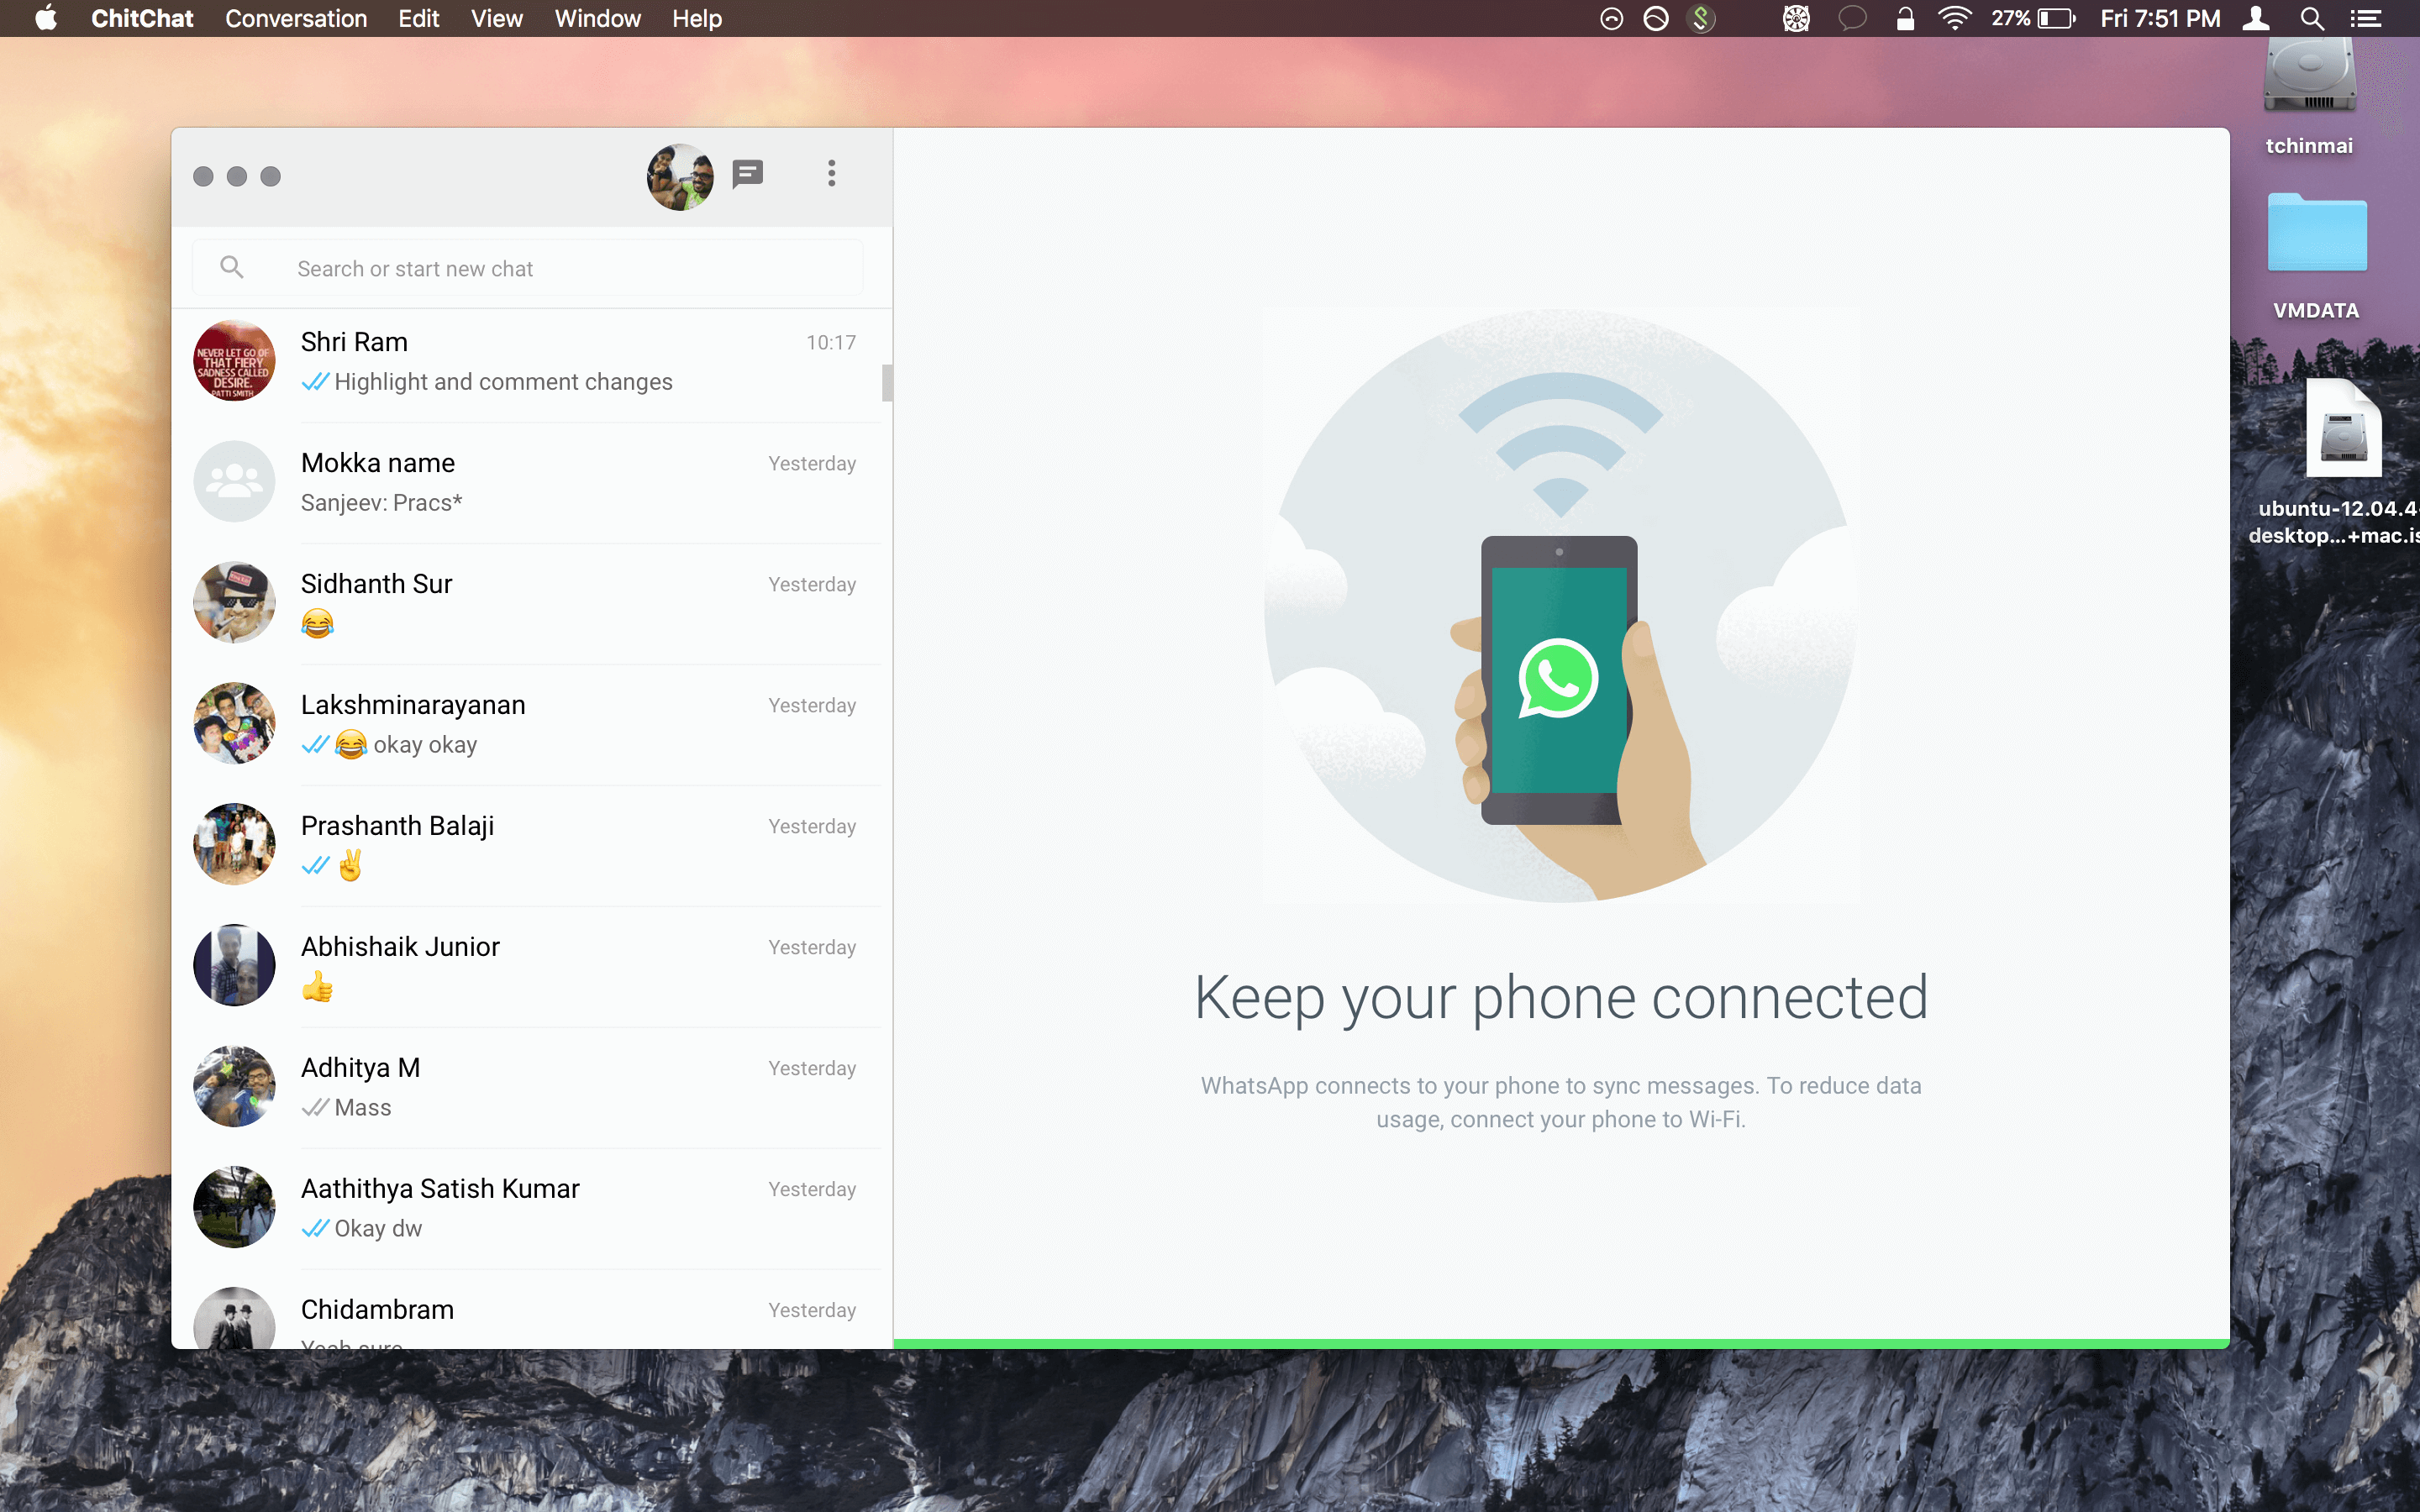 ChitChat Conversation Edit View Window Help 27% Fri 7:51 PM
tchinmai
VMDATA
ubuntu-12.04.4-
desktop...+mac.is
Search or start new chat
Shri Ram 10:17
Highlight and comment changes
NEVER LET GO OF
THAT FIERY
SADNESS CALLED
DESIRE.
PATTI SMITH
Mokka name Yesterday
Sanjeev: Pracs*
Sidhanth Sur Yesterday
😂
Lakshminarayanan Yesterday
😂 okay okay
Prashanth Balaji Yesterday
✌
Abhishaik Junior Yesterday
👍
Adhitya M Yesterday
Mass
Aathithya Satish Kumar Yesterday
Okay dw
Chidambram Yesterday
Yeah sure
Keep your phone connected
WhatsApp connects to your phone to sync messages. To reduce data
usage, connect your phone to Wi-Fi.